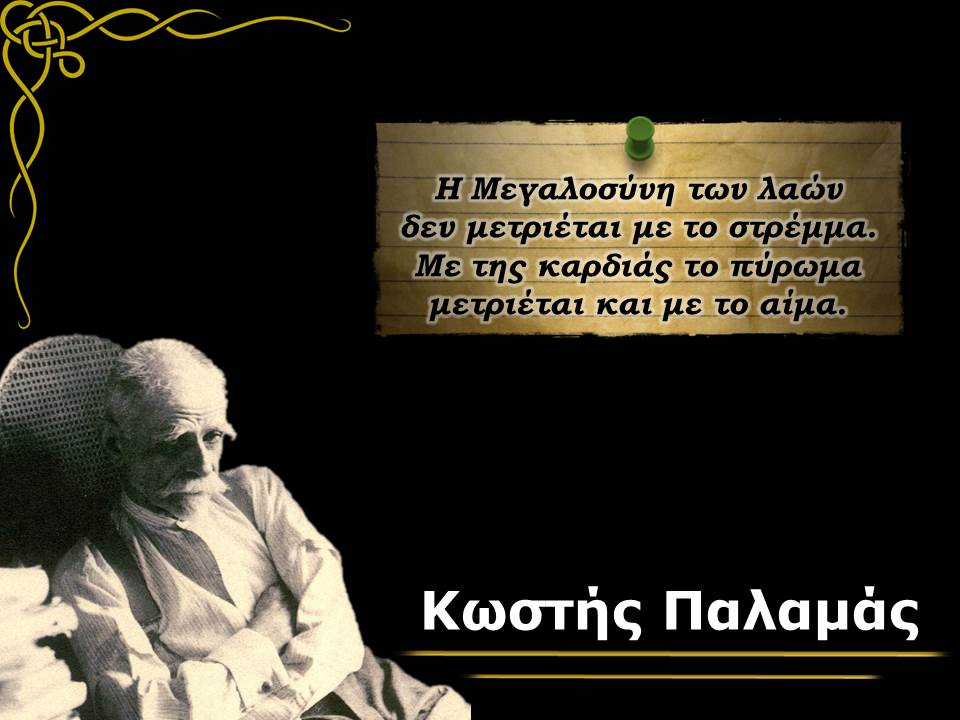 Η Μεγαλοσύνη των λαών
δεν μετριέται με το στρέμμα.
Με της καρδιάς το πύρωμα
μετριέται και με το αίμα.
Κωστής Παλαμάς